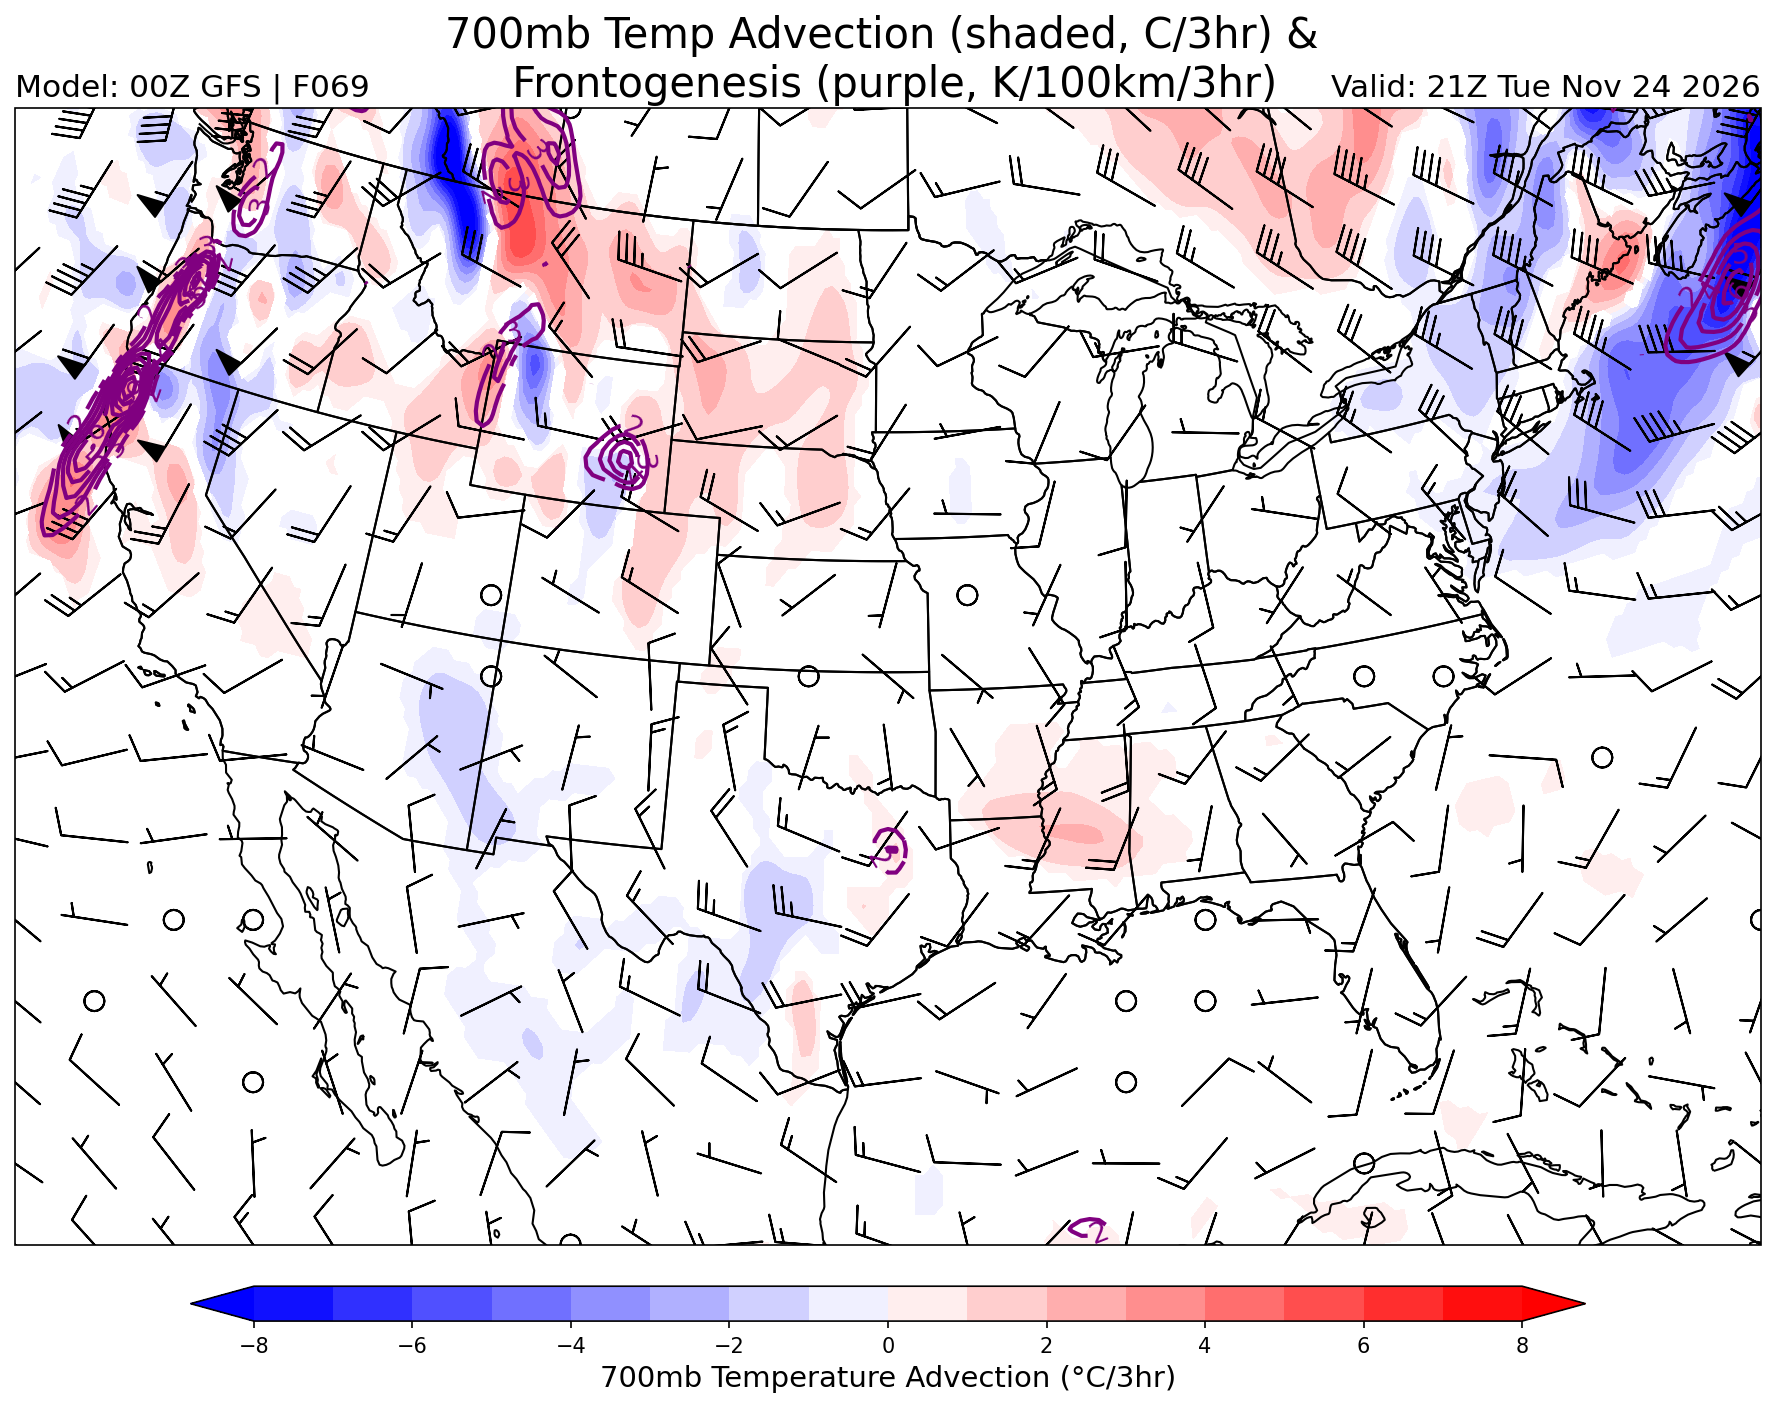 700mb Temp Advection (shaded, C/3hr) &
Model: 00Z GFS | F069
Frontogenesis (purple, K/100km/3hr)
Valid: 21Z Tue Nov 24 2026
−8 −6 −4 −2 0 2 4 6 8
700mb Temperature Advection (°C/3hr)